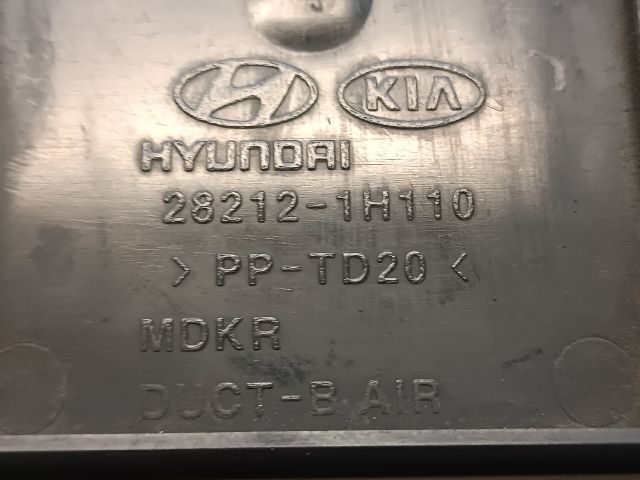 KIA
HYUNDAI
28212-1H110
> PP-TD20 <
MDKR
DUCT-B AIR